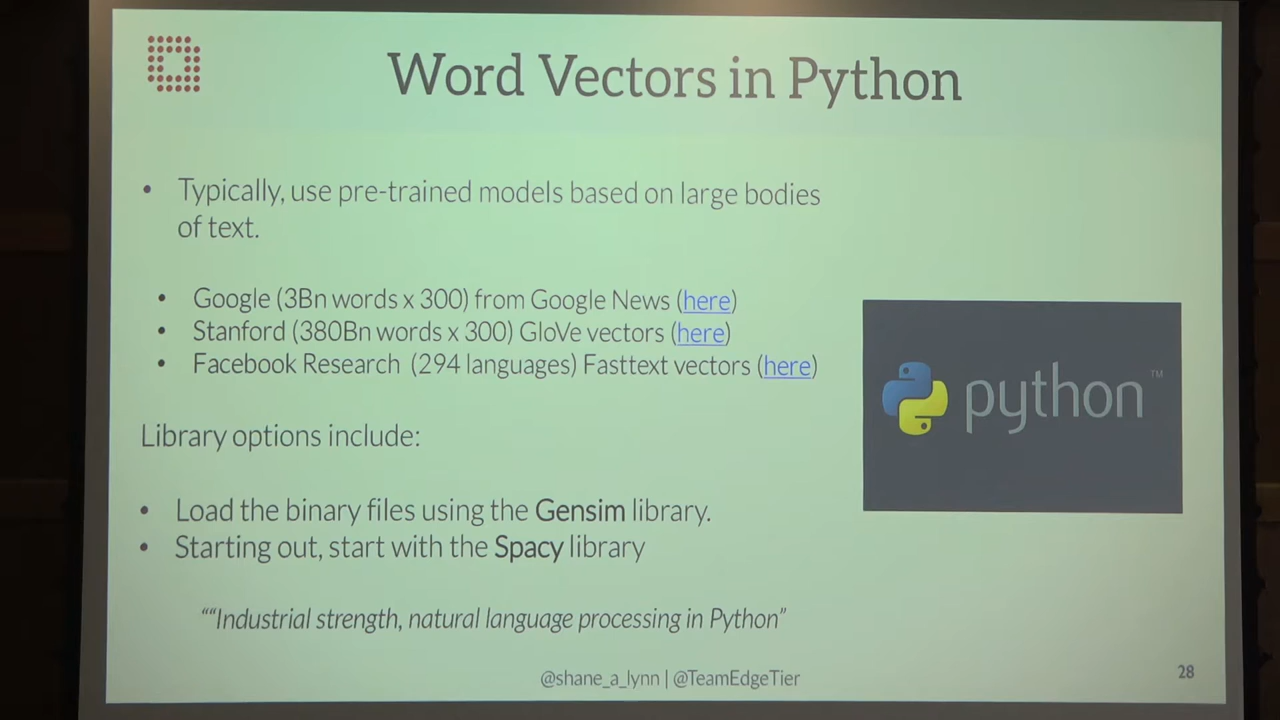 Word Vectors in Python
• Typically, use pre-trained models based on large bodies
of text.
• Google (3Bn words x 300) from Google News (here)
• Stanford (380Bn words x 300) GloVe vectors (here)
• Facebook Research (294 languages) Fasttext vectors (here)
python™
Library options include:
• Load the binary files using the Gensim library.
• Starting out, start with the Spacy library
““Industrial strength, natural language processing in Python”
@shane_a_lynn | @TeamEdgeTier
28